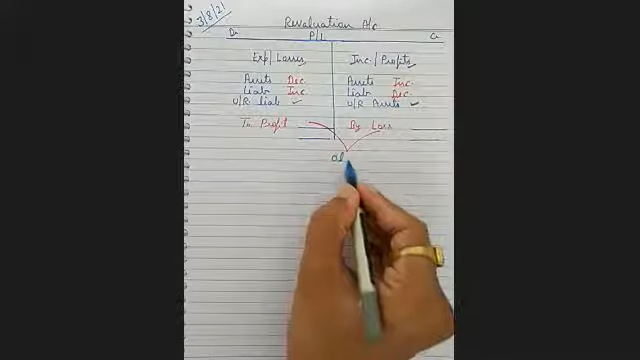 3/8/21
Revaluation A/c
Dr P/L Cr
Exp/Losses Inc./Profits
Assets Dec. Assets Inc.
Liab Inc Liab Dec.
U/R Liab ✓ U/R Assets ✓
To Profit By Loss
ol